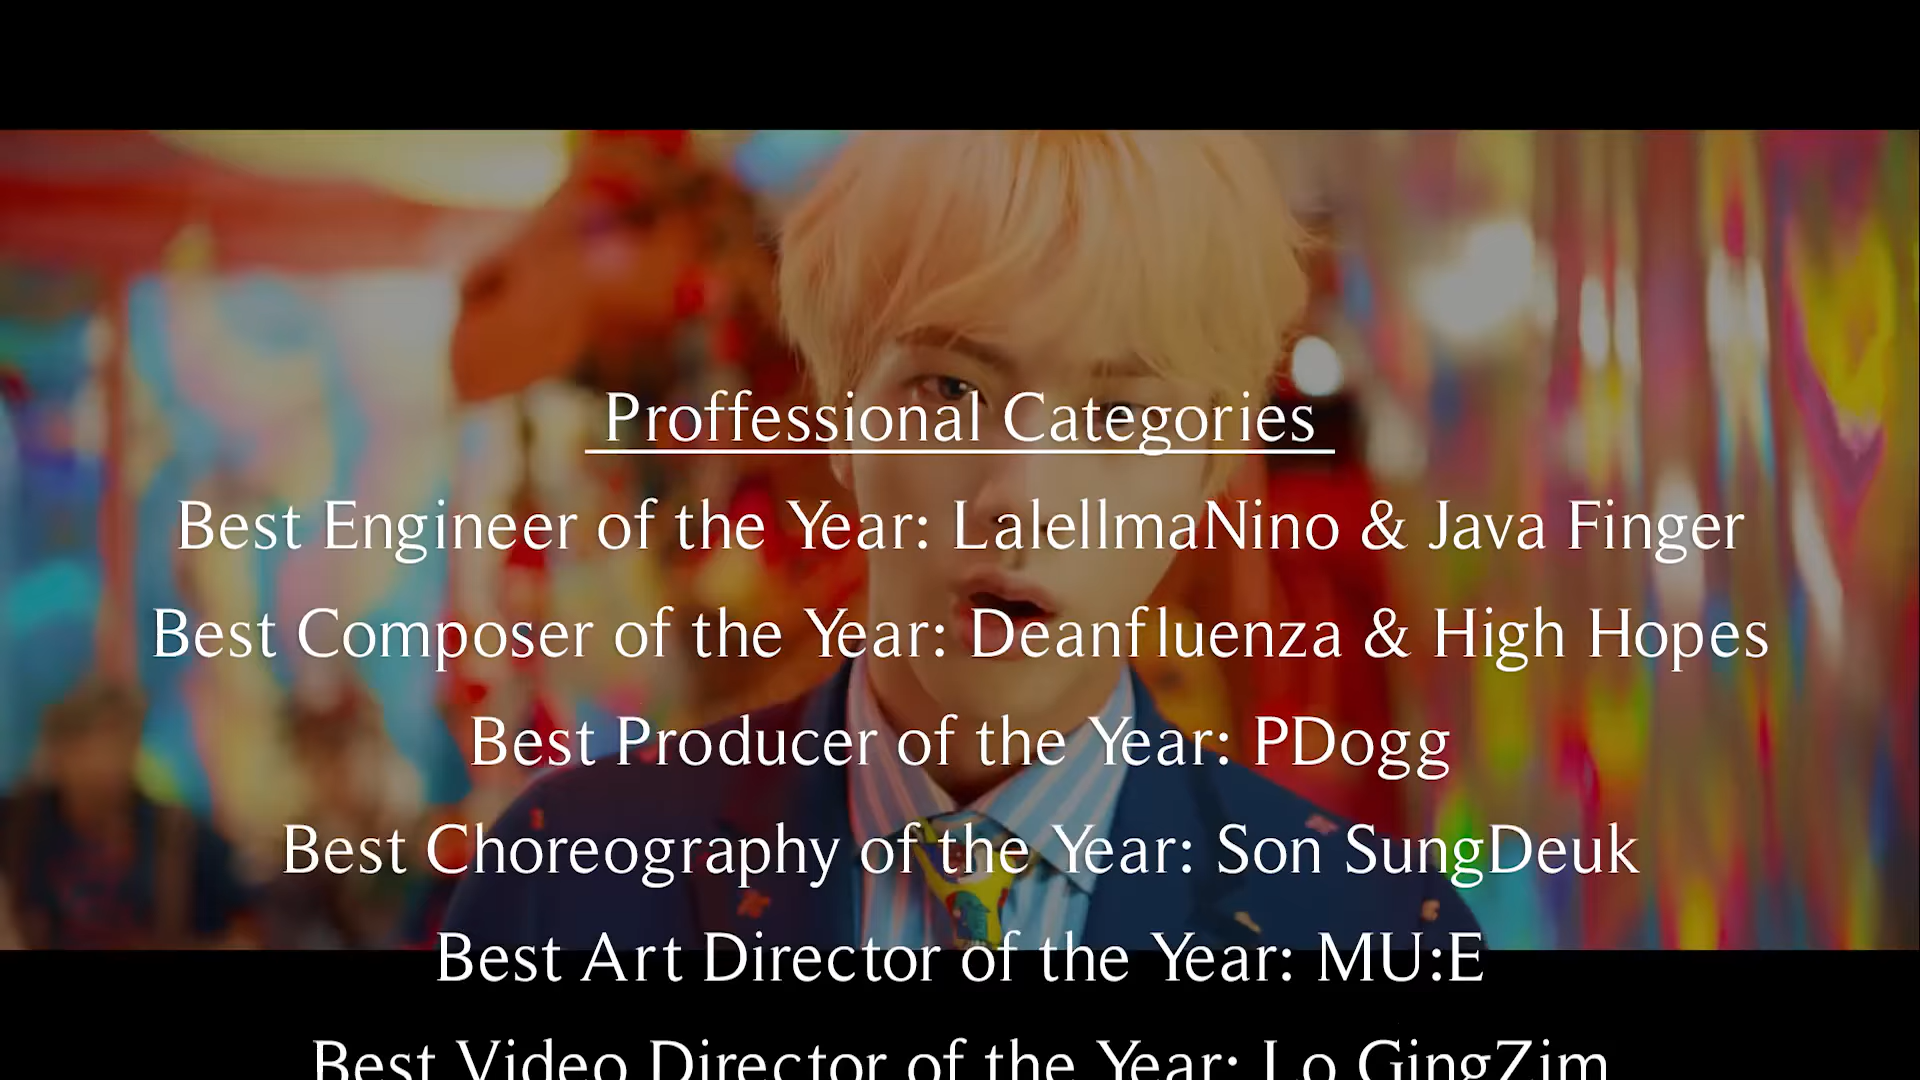 Proffessional Categories
Best Engineer of the Year: LalellmaNino & Java Finger
Best Composer of the Year: Deanfluenza & High Hopes
Best Producer of the Year: PDogg
Best Choreography of the Year: Son SungDeuk
Best Art Director of the Year: MU:E
Best Video Director of the Year: Lo GingZim